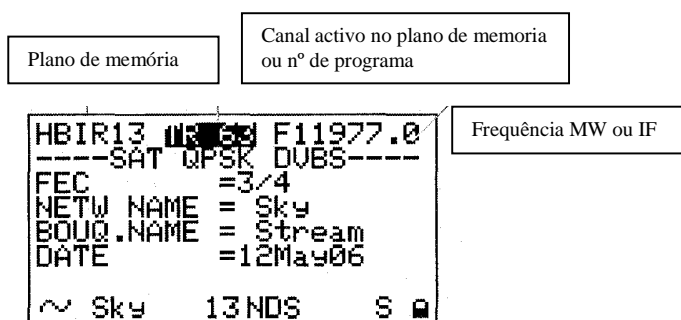 Plano de memória
Canal activo no plano de memoria
ou nº de programa
Frequência MW ou IF
HBIR13 TR 63 F11977.0
----SAT QPSK DVBS----
FEC =3/4
NETW NAME = Sky
BOUQ.NAME = Stream
DATE =12May06
~ Sky 13 NDS S